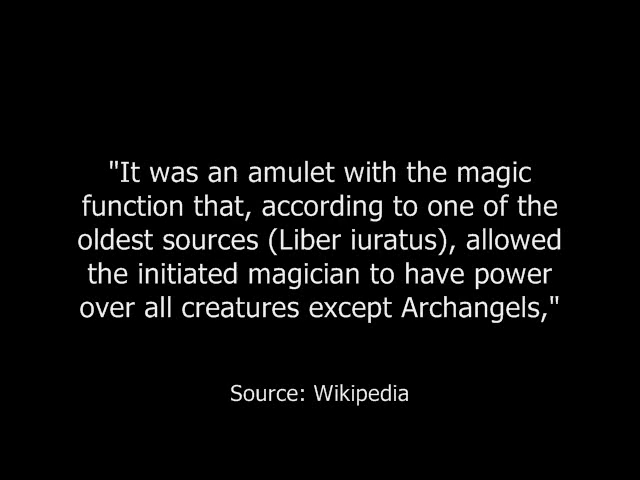 "It was an amulet with the magic
function that, according to one of the
oldest sources (Liber iuratus), allowed
the initiated magician to have power
over all creatures except Archangels,"
Source: Wikipedia